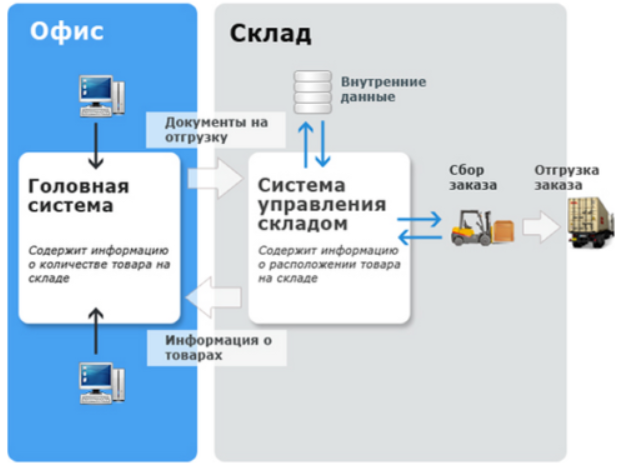 Офис
Склад
Внутренние
данные
Документы на
отгрузку
Головная
система
Содержит информацию
о количестве товара на
складе
Система
управления
складом
Содержит информацию
о расположении товара
на складе
Сбор
заказа
Отгрузка
заказа
Информация о
товарах